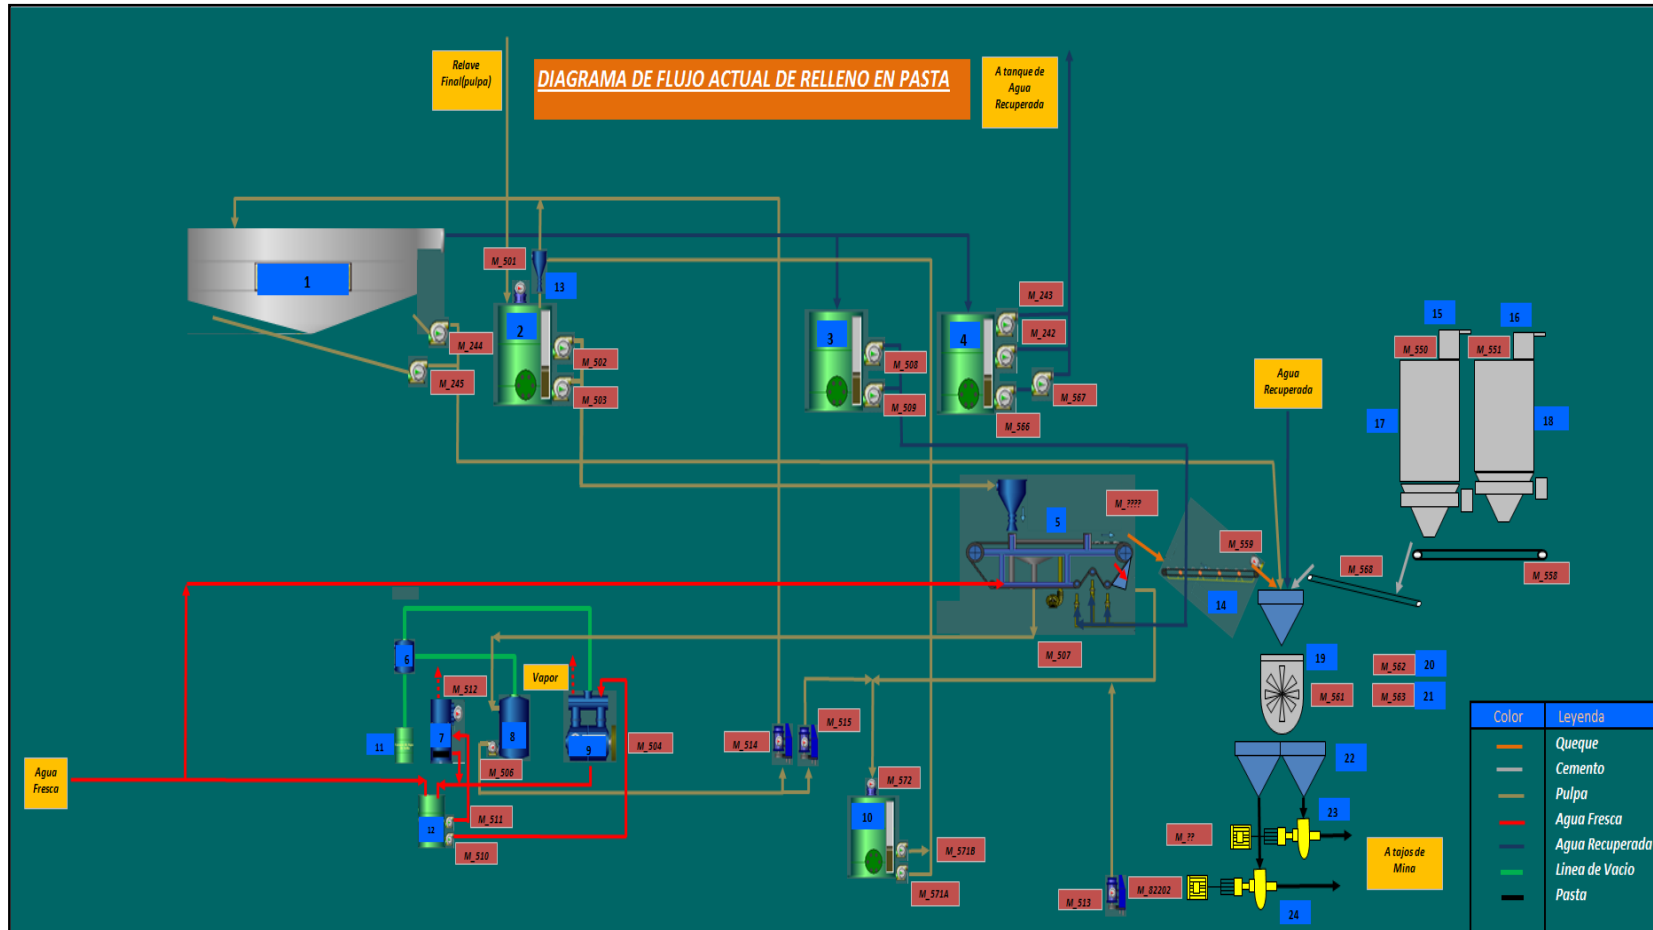 Relave
Final(pulpa)
DIAGRAMA DE FLUJO ACTUAL DE RELLENO EN PASTA
A tanque de
Agua
Recuperada
M_501
13
1
2
M_244
M_245
M_502
M_503
3
M_508
M_509
4
M_243
M_242
M_567
M_566
Agua
Recuperada
15
16
M_550
M_551
17
18
M_????
5
M_559
14
M_568
M_558
M_507
6
M_512
Vapor
7
8
9
11
M_504
M_506
M_514
M_515
Agua
Fresca
12
M_511
M_510
M_572
10
M_571B
M_571A
M_513
M_82202
19
M_561
M_562
20
M_563
21
22
23
M_??
24
A tajos de
Mina
Color
Leyenda
Queque
Cemento
Pulpa
Agua Fresca
Agua Recuperada
Linea de Vacio
Pasta